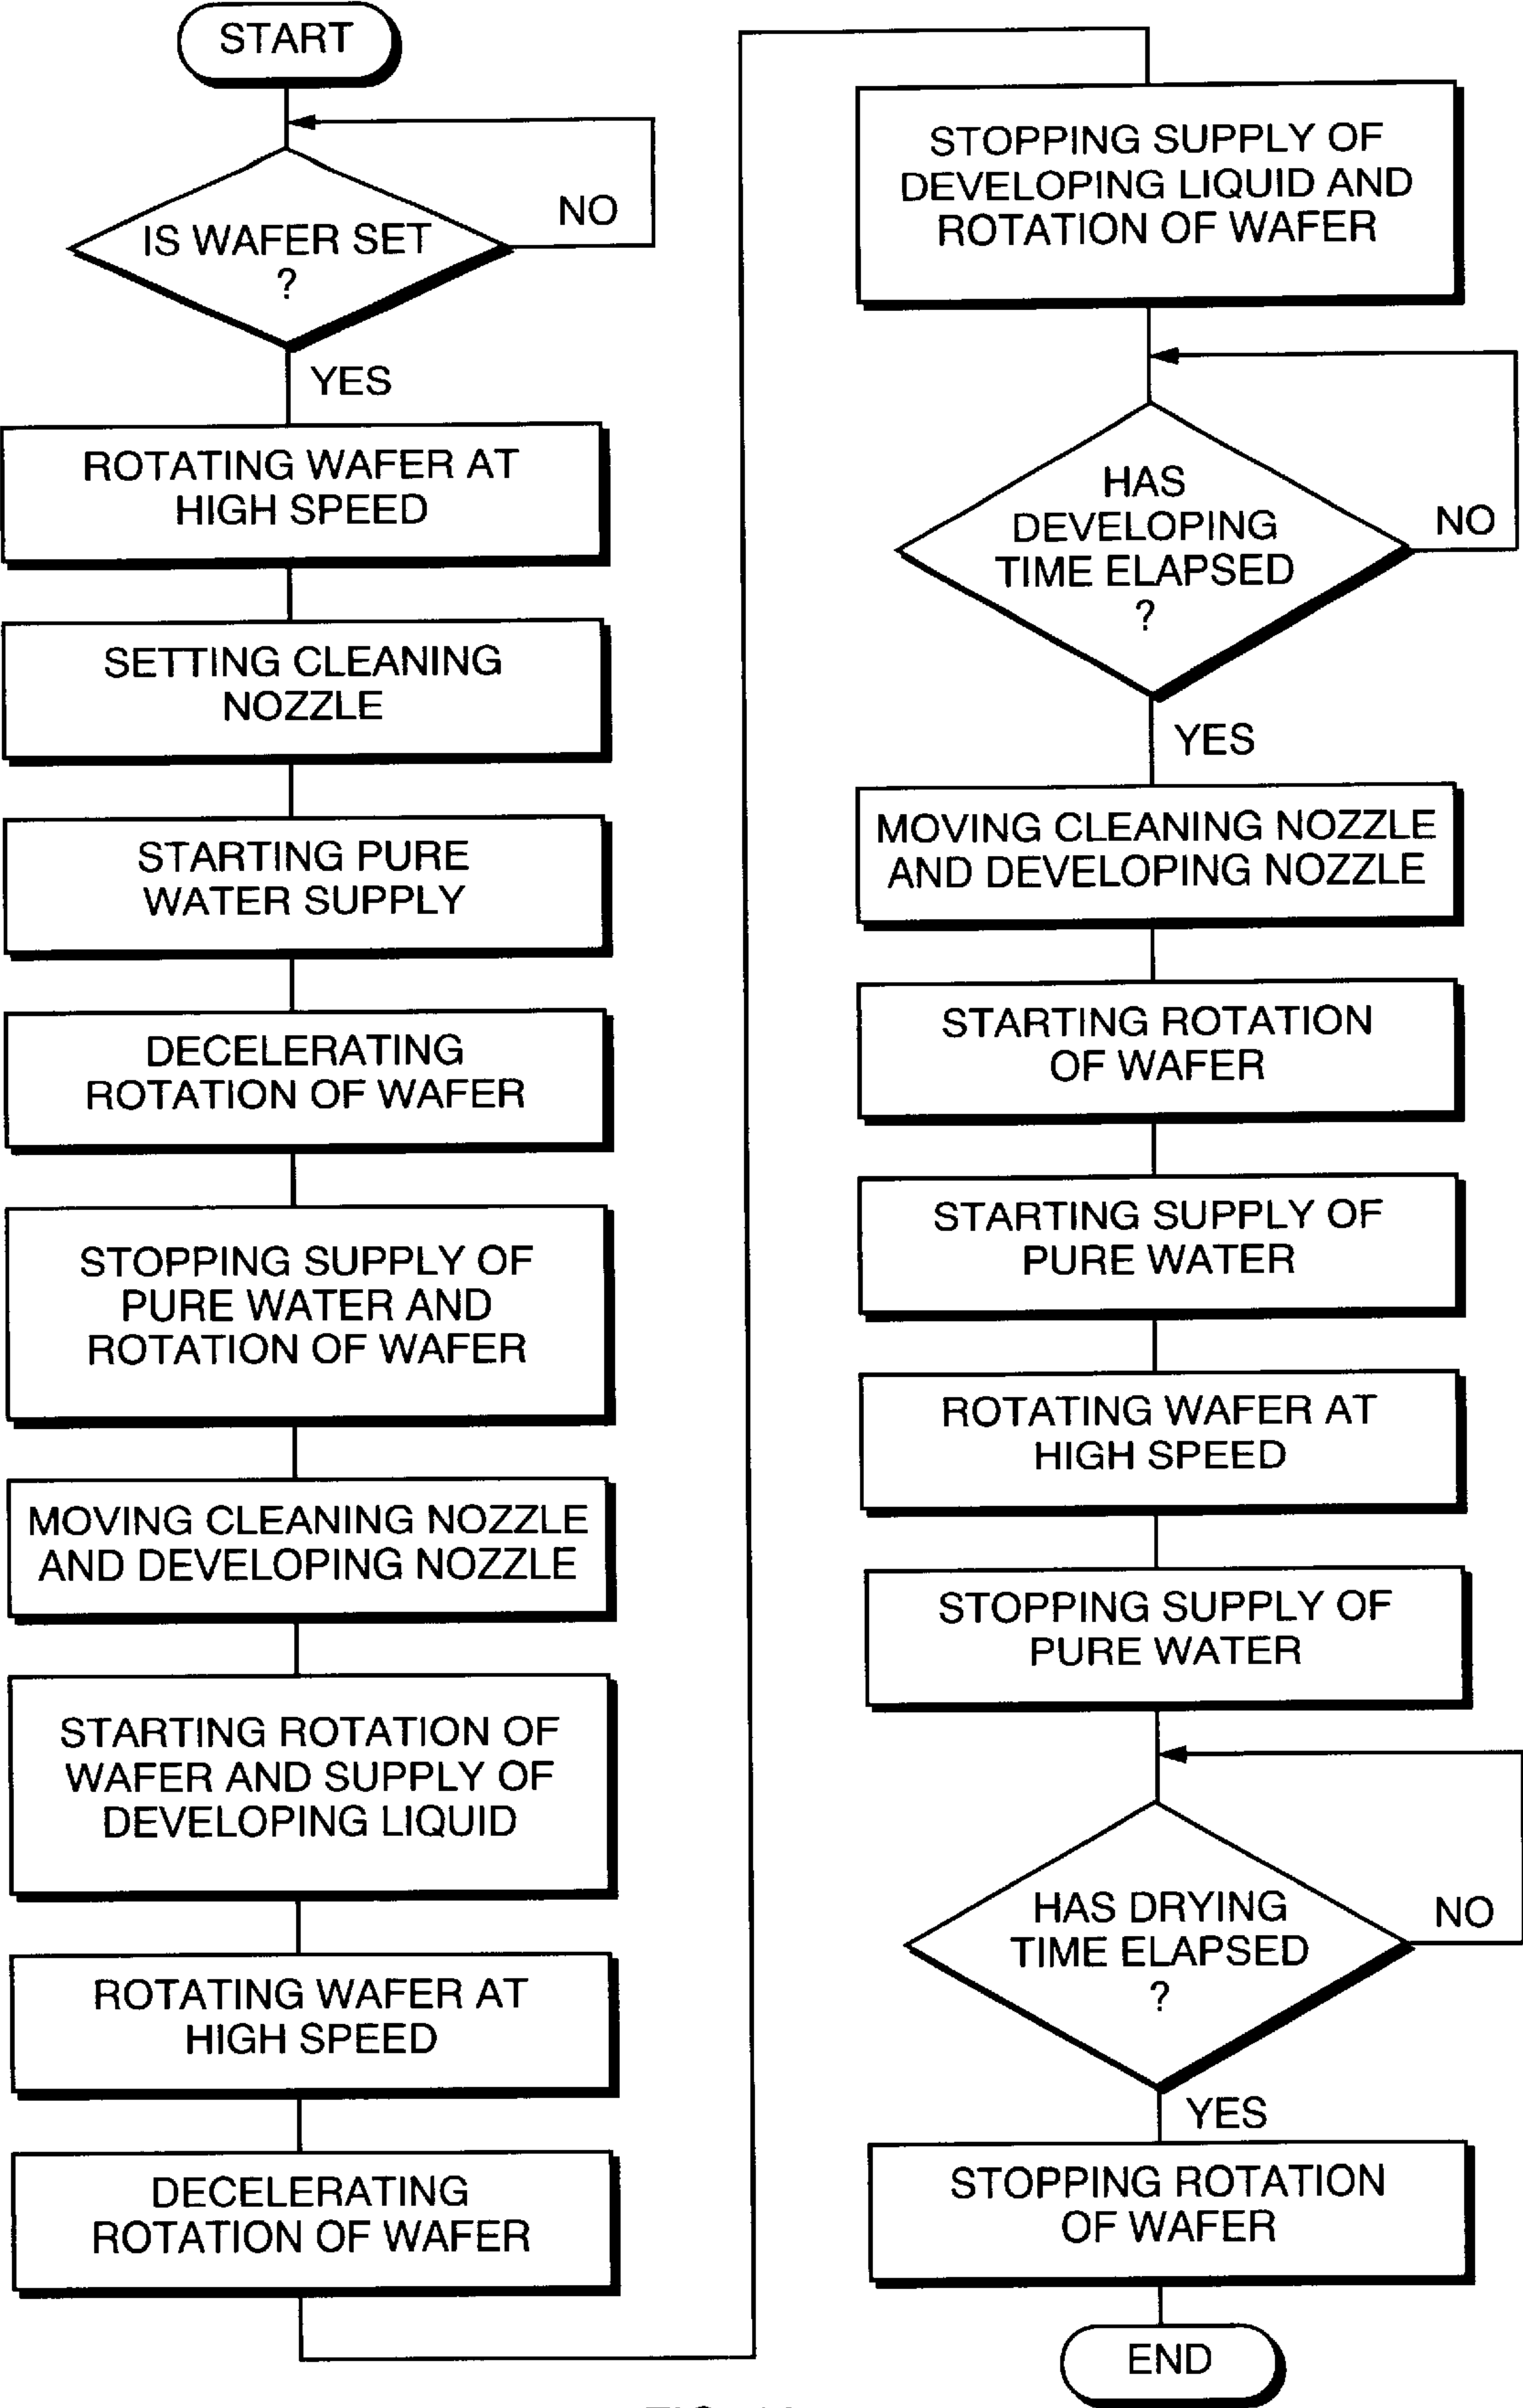 START
IS WAFER SET
?
NO
YES
ROTATING WAFER AT
HIGH SPEED
SETTING CLEANING
NOZZLE
STARTING PURE
WATER SUPPLY
DECELERATING
ROTATION OF WAFER
STOPPING SUPPLY OF
PURE WATER AND
ROTATION OF WAFER
MOVING CLEANING NOZZLE
AND DEVELOPING NOZZLE
STARTING ROTATION OF
WAFER AND SUPPLY OF
DEVELOPING LIQUID
ROTATING WAFER AT
HIGH SPEED
DECELERATING
ROTATION OF WAFER
STOPPING SUPPLY OF
DEVELOPING LIQUID AND
ROTATION OF WAFER
HAS
DEVELOPING
TIME ELAPSED
?
NO
YES
MOVING CLEANING NOZZLE
AND DEVELOPING NOZZLE
STARTING ROTATION
OF WAFER
STARTING SUPPLY OF
PURE WATER
ROTATING WAFER AT
HIGH SPEED
STOPPING SUPPLY OF
PURE WATER
HAS DRYING
TIME ELAPSED
?
NO
YES
STOPPING ROTATION
OF WAFER
END